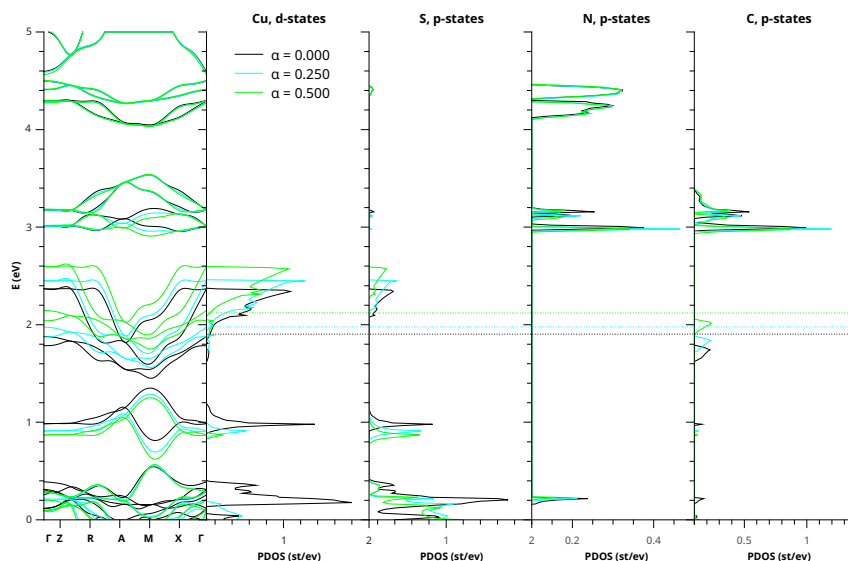 Cu, d-states
S, p-states
N, p-states
C, p-states
α = 0.000
α = 0.250
α = 0.500
E (eV)
5
4
3
2
1
0
Γ Z R A M X Γ
1
2
1
2
0.2
0.4
0.5
1
PDOS (st/ev)
PDOS (st/ev)
PDOS (st/ev)
PDOS (st/ev)